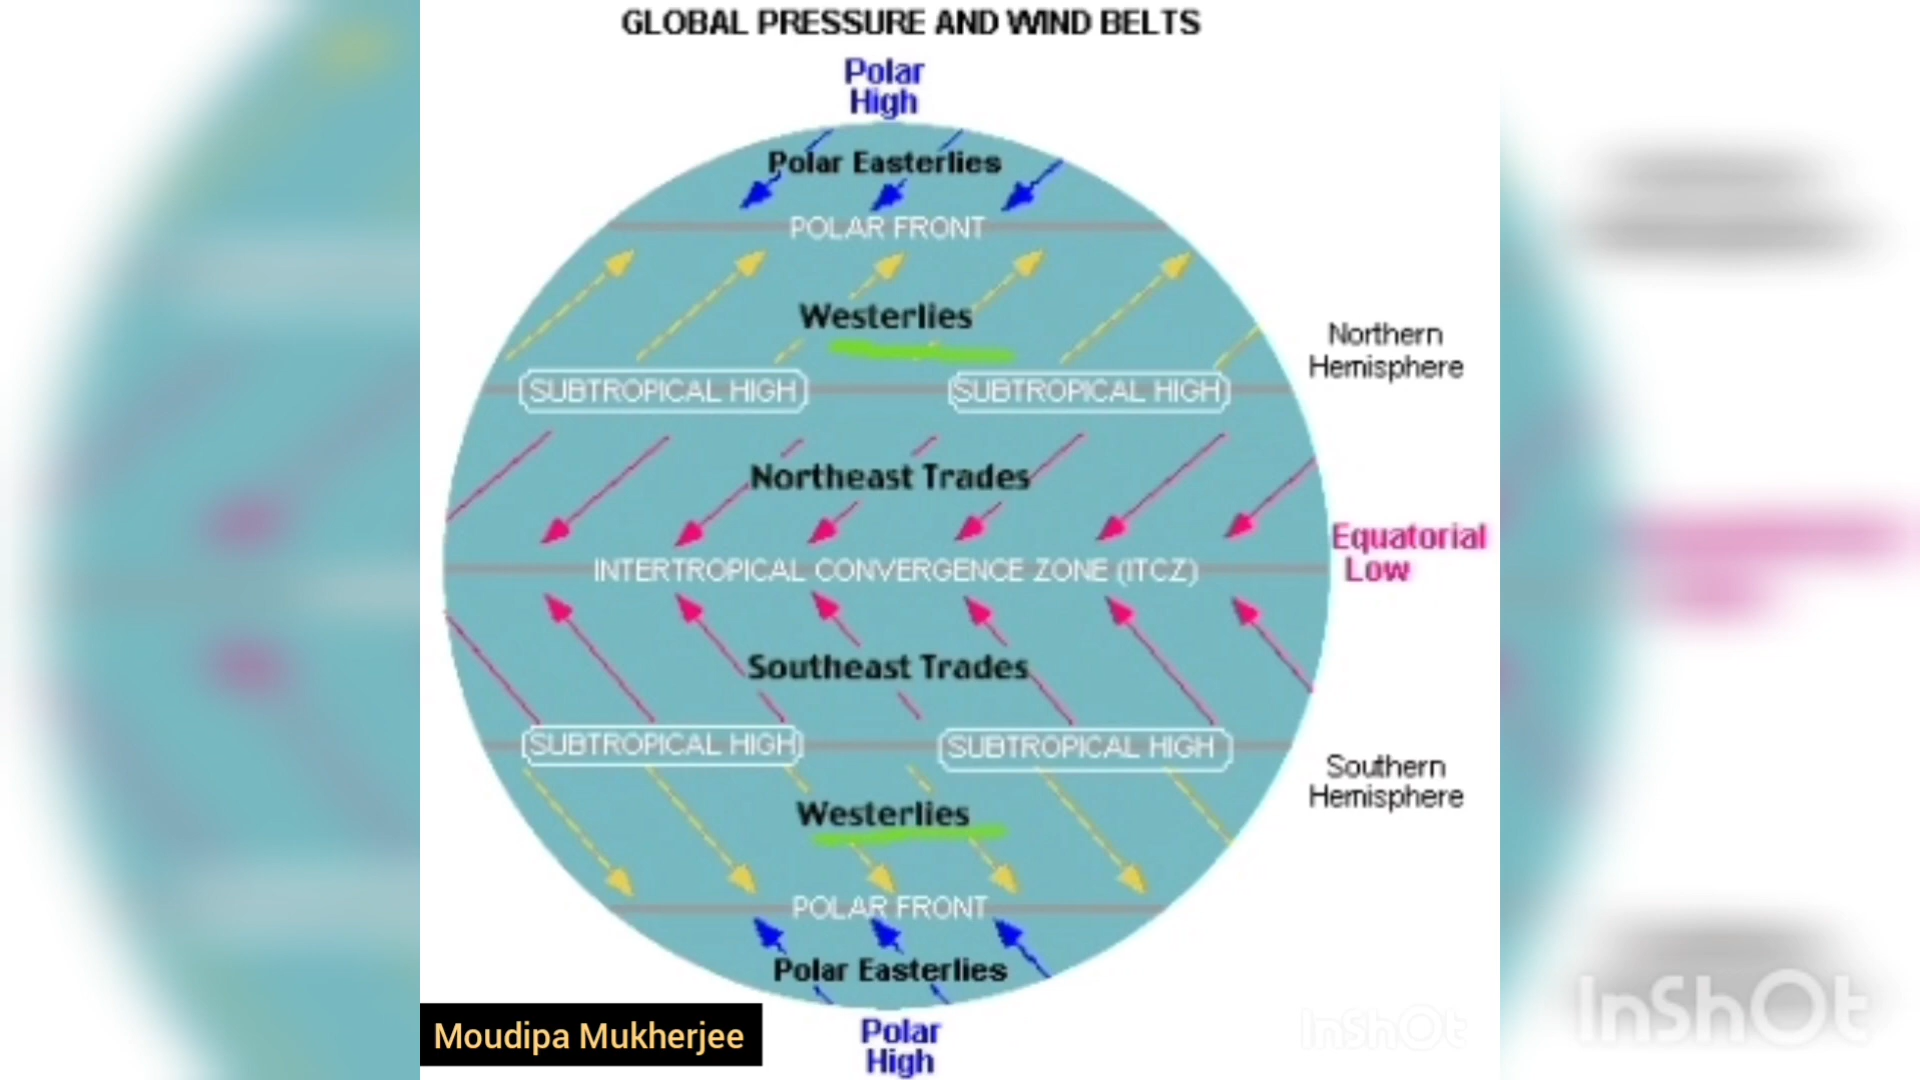 GLOBAL PRESSURE AND WIND BELTS
Polar
High
Polar Easterlies
POLAR FRONT
Westerlies
Northern
Hemisphere
SUBTROPICAL HIGH
SUBTROPICAL HIGH
Northeast Trades
Equatorial
Low
INTERTROPICAL CONVERGENCE ZONE (ITCZ)
Southeast Trades
SUBTROPICAL HIGH
SUBTROPICAL HIGH
Southern
Hemisphere
Westerlies
POLAR FRONT
Polar Easterlies
Polar
High
Moudipa Mukherjee
InShOt
InShOt